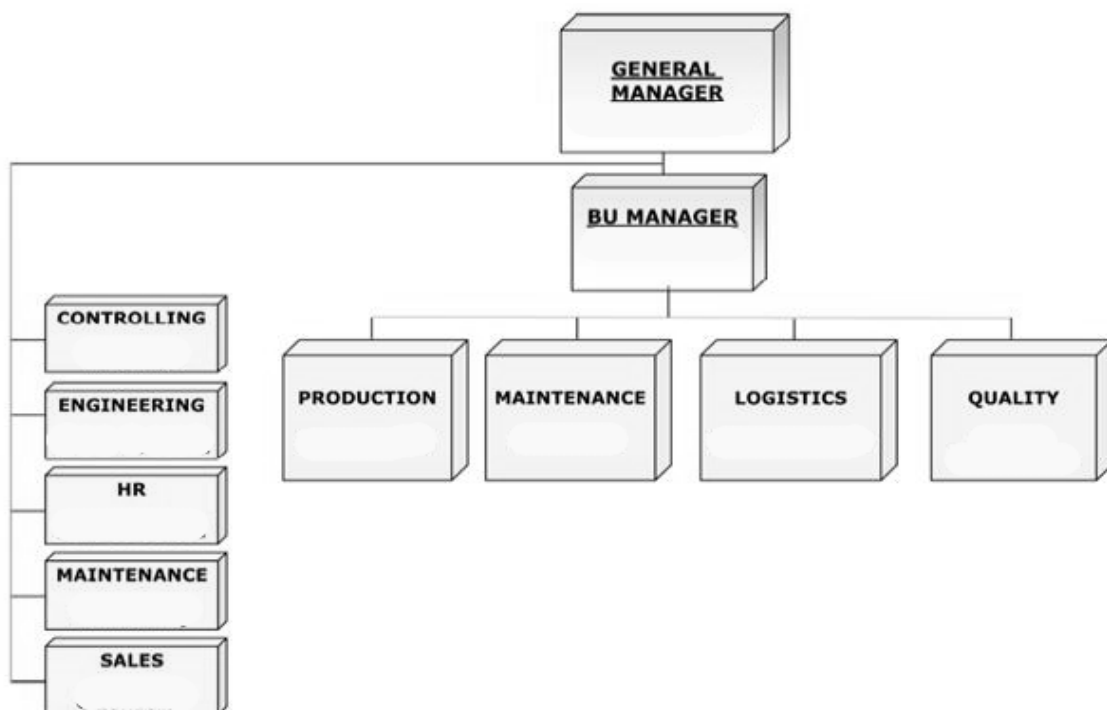 GENERAL
MANAGER
BU MANAGER
CONTROLLING
ENGINEERING
HR
MAINTENANCE
SALES
PRODUCTION
MAINTENANCE
LOGISTICS
QUALITY